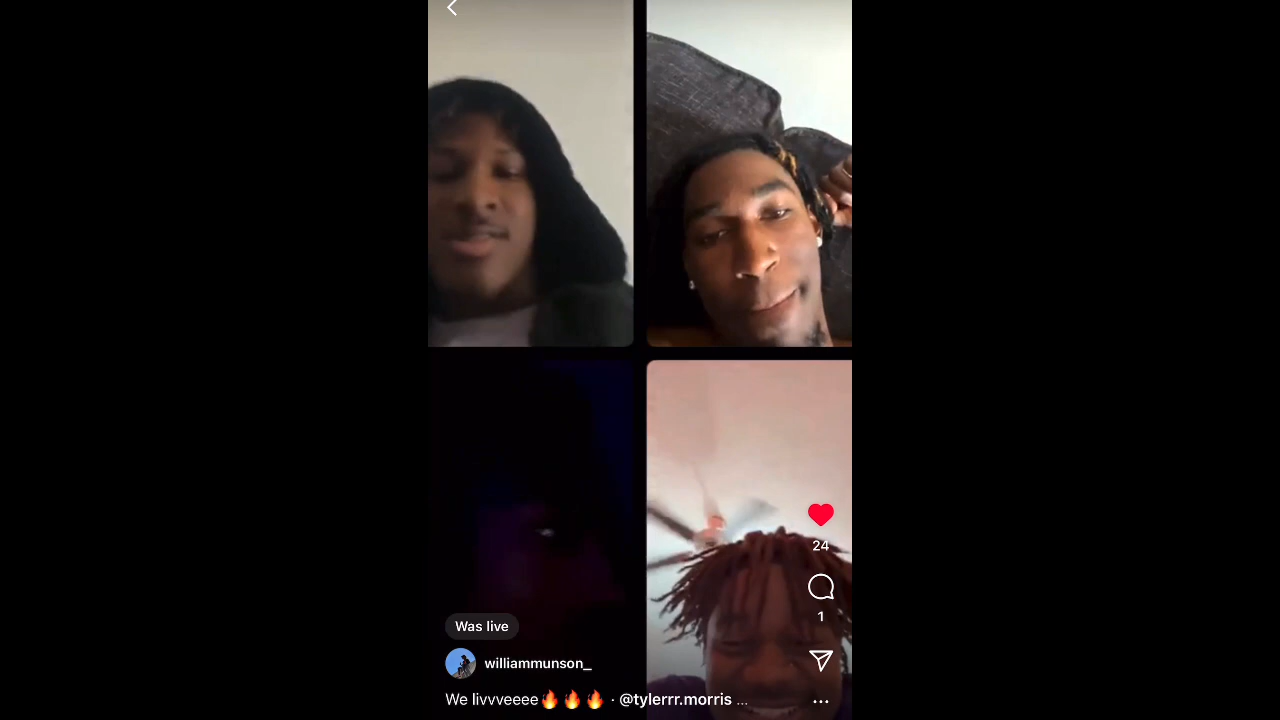 24
1
Was live
williammunson_
We livvveeee🔥🔥🔥 · @tylerrr.morris ...